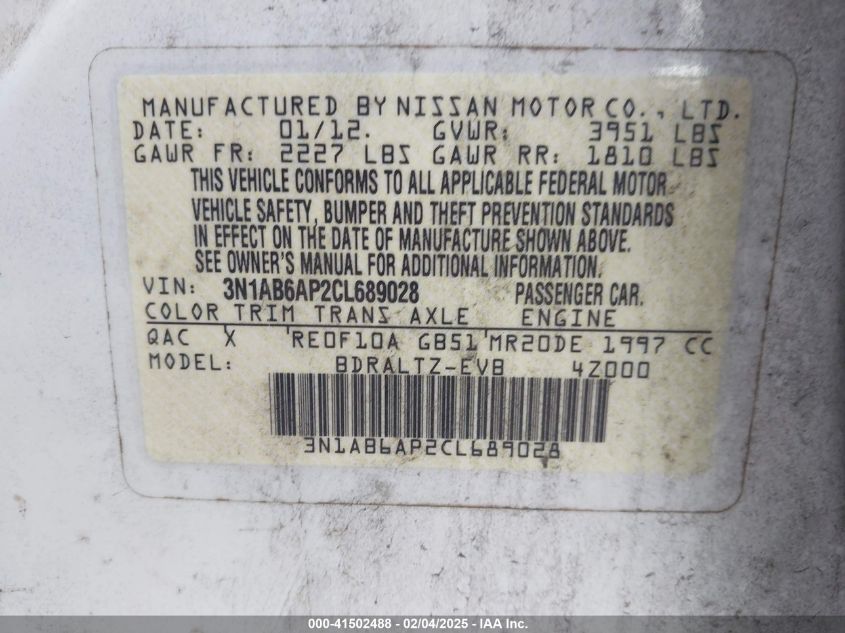 MANUFACTURED BY NISSAN MOTOR CO., LTD.
DATE: 01/12. GVWR: 3951 LBS
GAWR FR: 2227 LBS GAWR RR: 1810 LBS
THIS VEHICLE CONFORMS TO ALL APPLICABLE FEDERAL MOTOR
VEHICLE SAFETY, BUMPER AND THEFT PREVENTION STANDARDS
IN EFFECT ON THE DATE OF MANUFACTURE SHOWN ABOVE.
SEE OWNER'S MANUAL FOR ADDITIONAL INFORMATION.
VIN: 3N1AB6AP2CL689028 PASSENGER CAR.
COLOR TRIM TRANS AXLE ENGINE
QAC X RE0F10A GB51 MR20DE 1997 CC
MODEL: BDRALTZ-EVB 4Z000
3N1AB6AP2CL689028
000-41502488 - 02/04/2025 - IAA Inc.